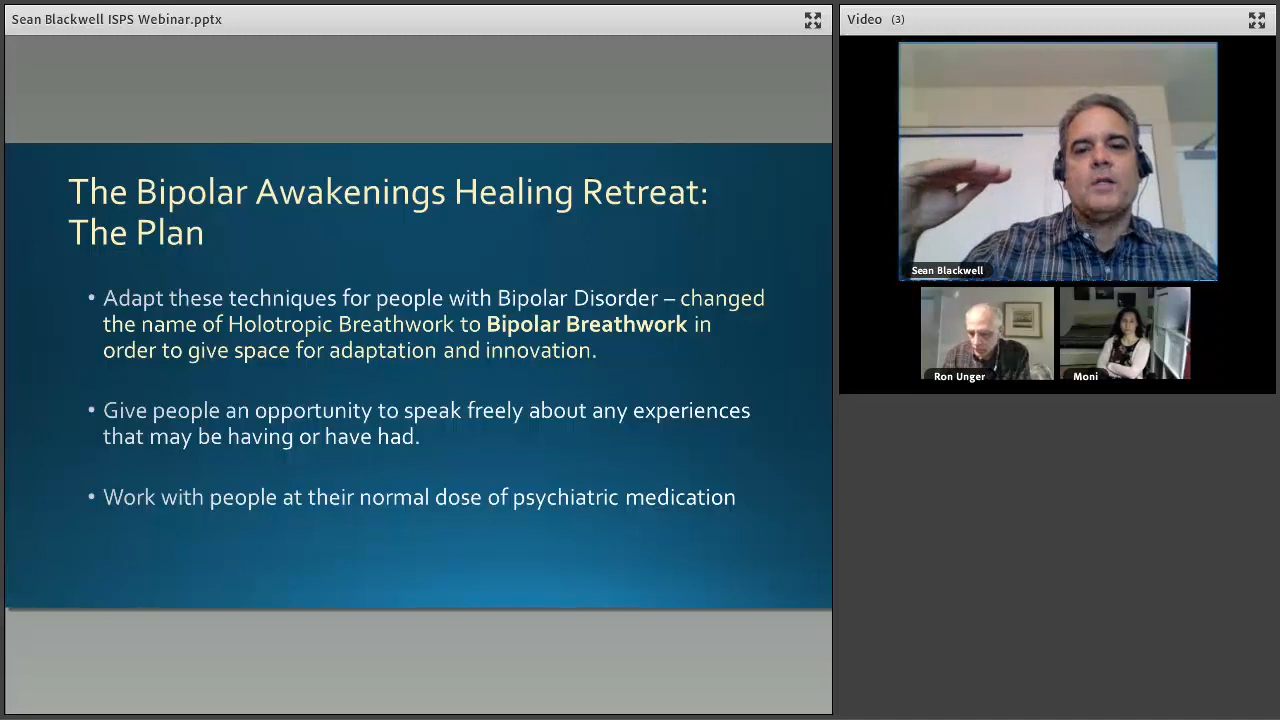 Sean Blackwell ISPS Webinar.pptx
The Bipolar Awakenings Healing Retreat:
The Plan
• Adapt these techniques for people with Bipolar Disorder – changed
the name of Holotropic Breathwork to Bipolar Breathwork in
order to give space for adaptation and innovation.
• Give people an opportunity to speak freely about any experiences
that may be having or have had.
• Work with people at their normal dose of psychiatric medication
Video (3)
Sean Blackwell
Ron Unger
Moni